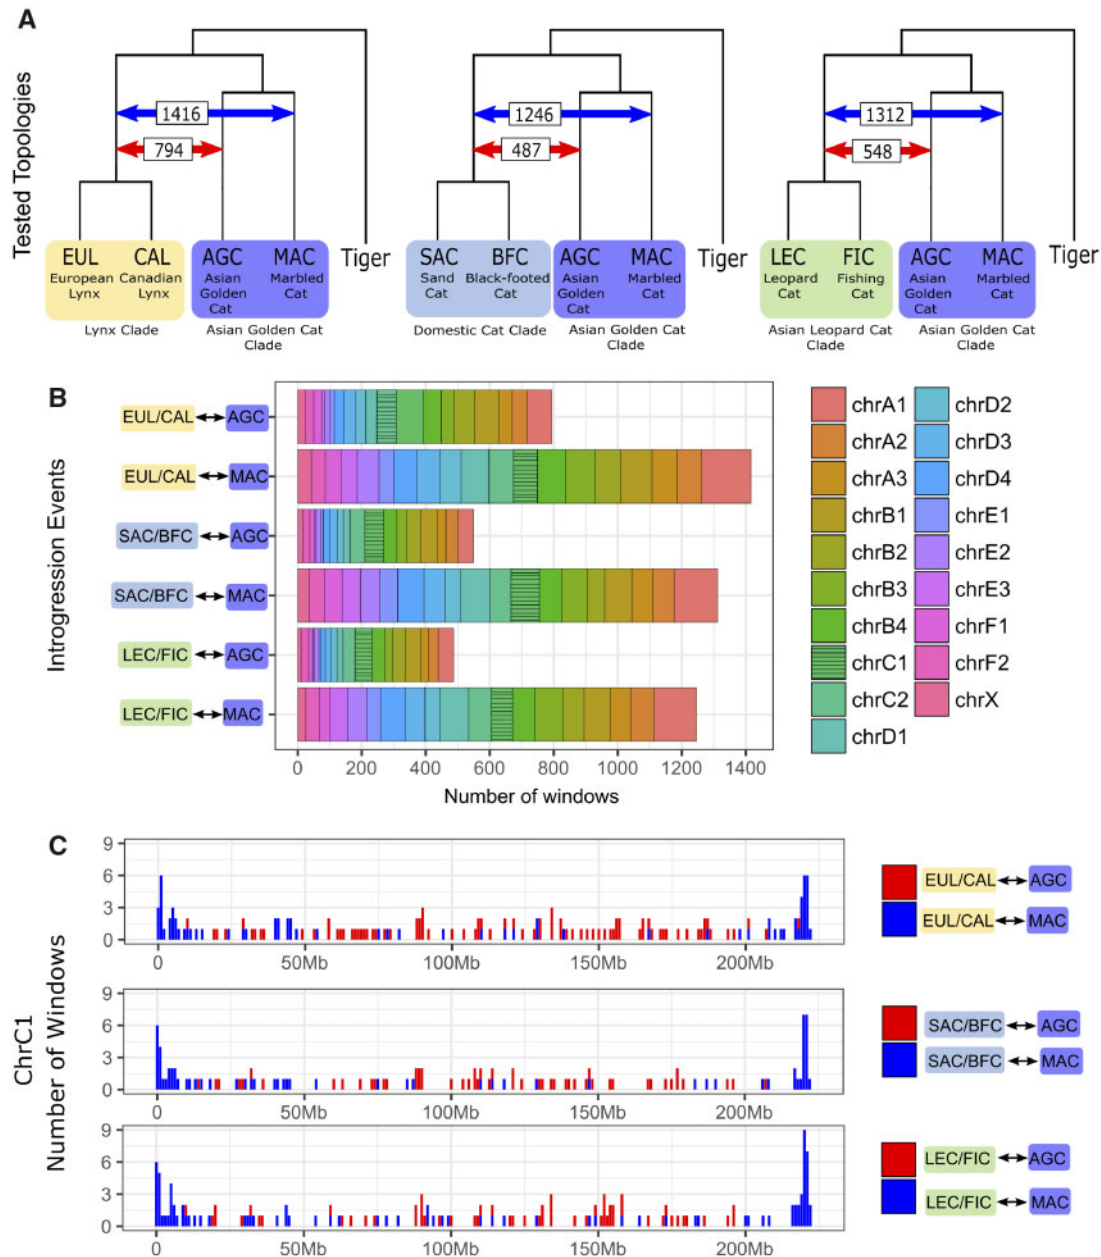 A
Tested Topologies
1416
794
1246
487
1312
548
EUL CAL AGC MAC Tiger
European Lynx
Canadian Lynx
Asian Golden Cat
Marbled Cat
Lynx Clade
Asian Golden Cat Clade
SAC BFC AGC MAC Tiger
Sand Cat
Black-footed Cat
Asian Golden Cat
Marbled Cat
Domestic Cat Clade
Asian Golden Cat Clade
LEC FIC AGC MAC Tiger
Leopard Cat
Fishing Cat
Asian Golden Cat
Marbled Cat
Asian Leopard Cat Clade
Asian Golden Cat Clade
B
Introgression Events
EUL/CAL AGC
EUL/CAL MAC
SAC/BFC AGC
SAC/BFC MAC
LEC/FIC AGC
LEC/FIC MAC
0 200 400 600 800 1000 1200 1400
Number of windows
chrA1
chrA2
chrA3
chrB1
chrB2
chrB3
chrB4
chrC1
chrC2
chrD1
chrD2
chrD3
chrD4
chrE1
chrE2
chrE3
chrF1
chrF2
chrX
C
ChrC1
Number of Windows
9
6
3
0
0 50Mb 100Mb 150Mb 200Mb
EUL/CAL AGC
EUL/CAL MAC
9
6
3
0
0 50Mb 100Mb 150Mb 200Mb
SAC/BFC AGC
SAC/BFC MAC
9
6
3
0
0 50Mb 100Mb 150Mb 200Mb
LEC/FIC AGC
LEC/FIC MAC